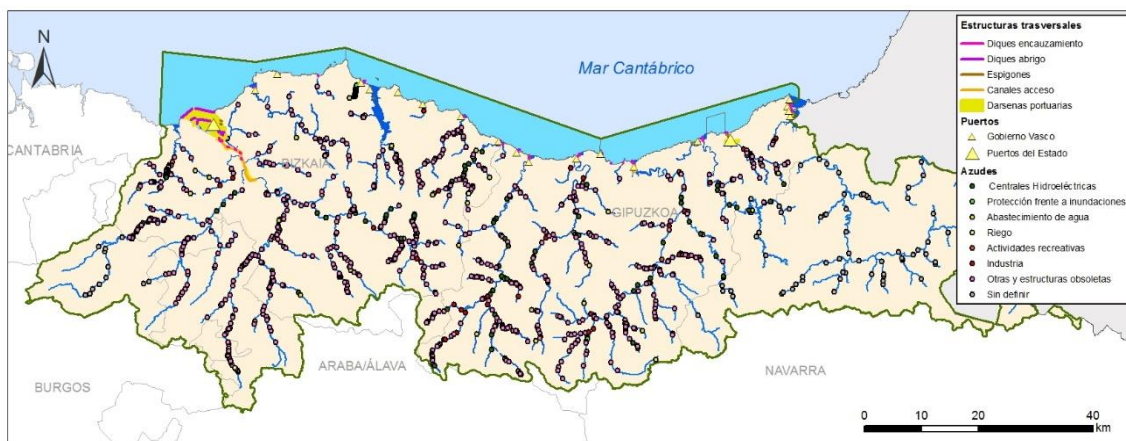 N
Mar Cantábrico
CANTABRIA
BIZKAIA
GIPUZKOA
ARABA/ÁLAVA
NAVARRA
BURGOS
Estructuras trasversales
Diques encauzamiento
Diques abrigo
Espigones
Canales acceso
Darsenas portuarias
Puertos
Gobierno Vasco
Puertos del Estado
Azudes
Centrales Hidroeléctricas
Protección frente a inundaciones
Abastecimiento de agua
Riego
Actividades recreativas
Industria
Otras y estructuras obsoletas
Sin definir
0 10 20 40
km